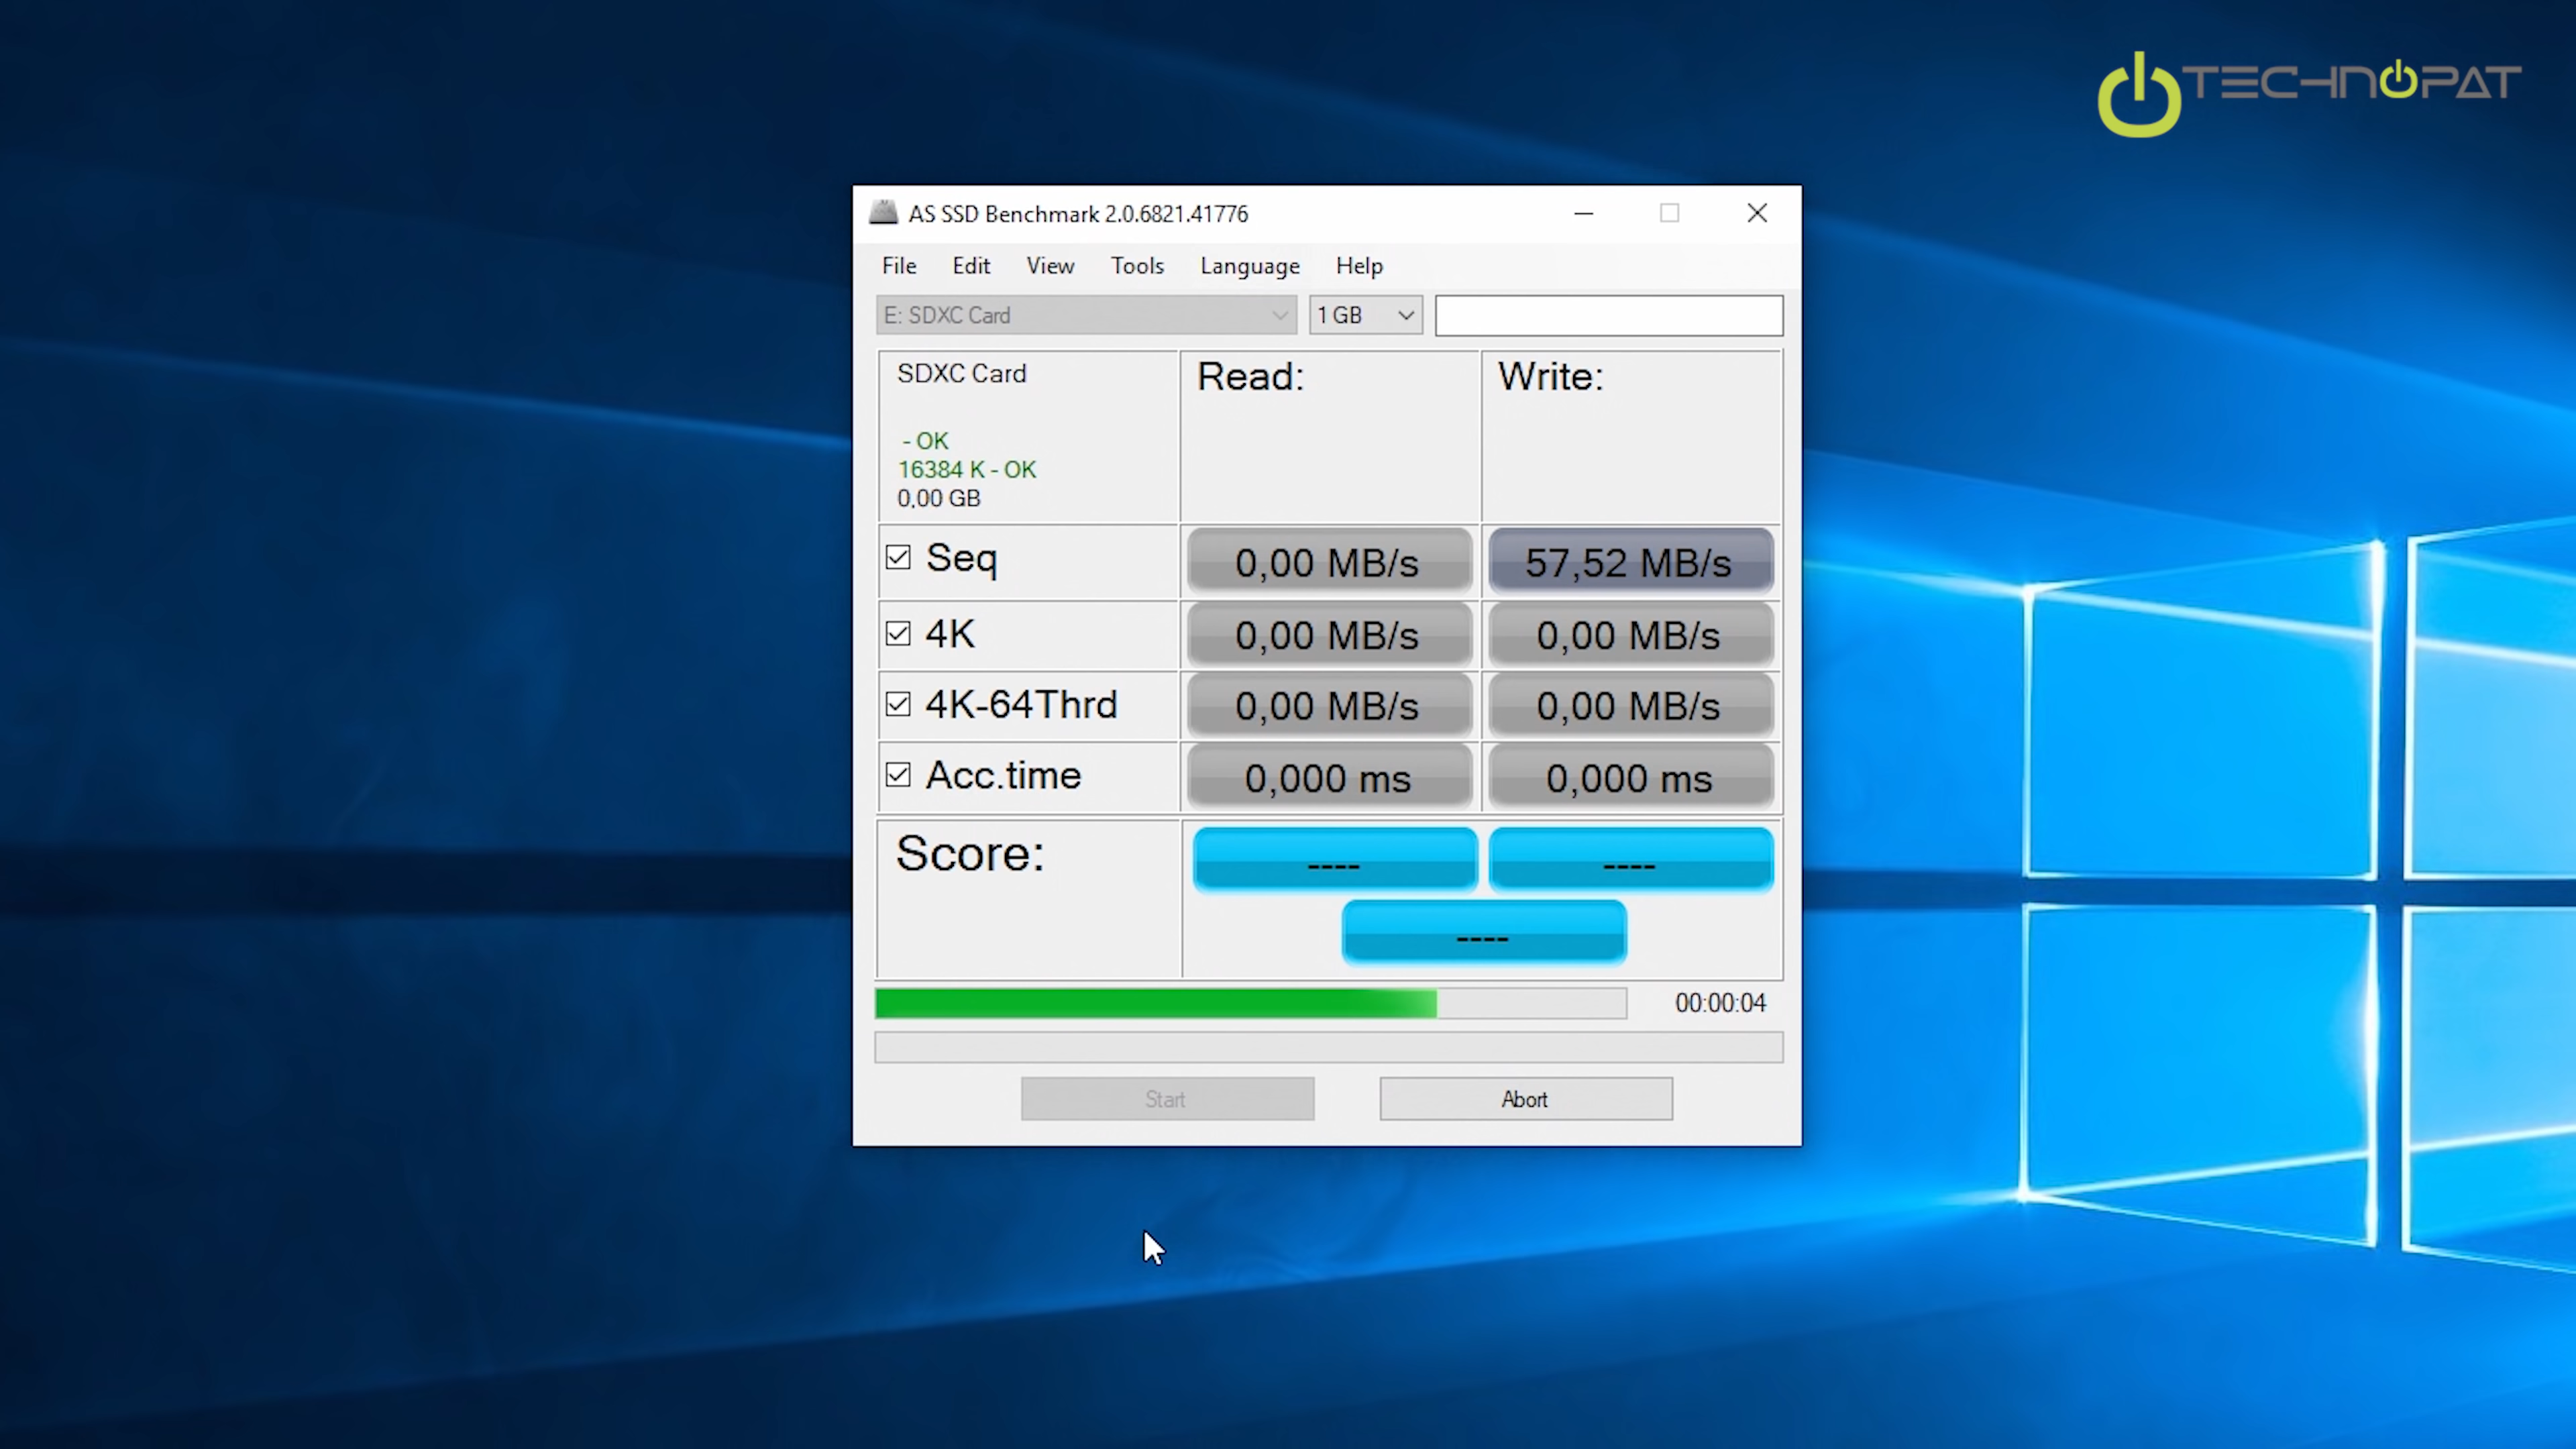 TECHNOPAT
AS SSD Benchmark 2.0.6821.41776
File Edit View Tools Language Help
E: SDXC Card 1 GB
SDXC Card Read: Write:
- OK
16384 K - OK
0,00 GB
Seq 0,00 MB/s 57,52 MB/s
4K 0,00 MB/s 0,00 MB/s
4K-64Thrd 0,00 MB/s 0,00 MB/s
Acc.time 0,000 ms 0,000 ms
Score: ---- ----
----
00:00:04
Start Abort